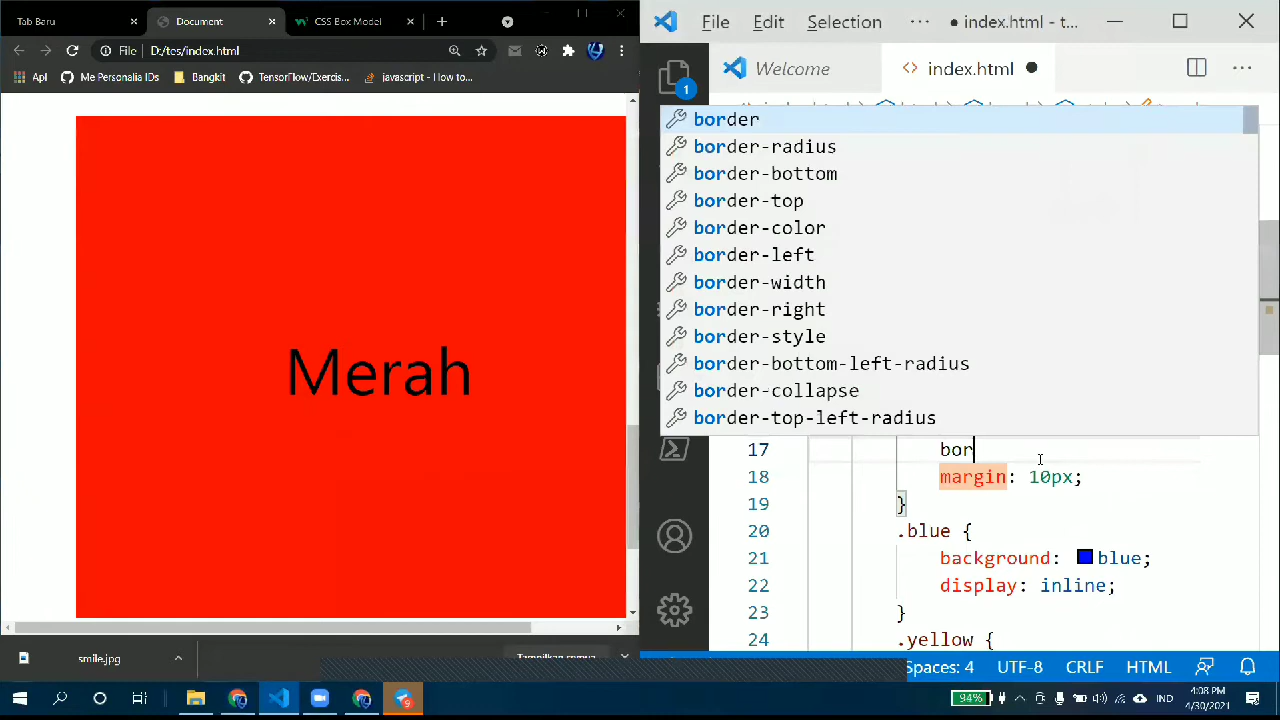 Tab Baru
Document
CSS Box Model
File D:/tes/index.html
Apl
Me Personalia IDs
Bangkit
TensorFlow/Exercis...
javascript - How to...
Merah
smile.jpg
File Edit Selection ··· ● index.html - t...
Welcome
<> index.html ●
1
border
border-radius
border-bottom
border-top
border-color
border-left
border-width
border-right
border-style
border-bottom-left-radius
border-collapse
border-top-left-radius
17 bor
18 margin: 10px;
19 }
20 .blue {
21 background: blue;
22 display: inline;
23 }
24 .yellow {
Spaces: 4 UTF-8 CRLF HTML
9
94%
IND
4:08 PM
4/30/2021